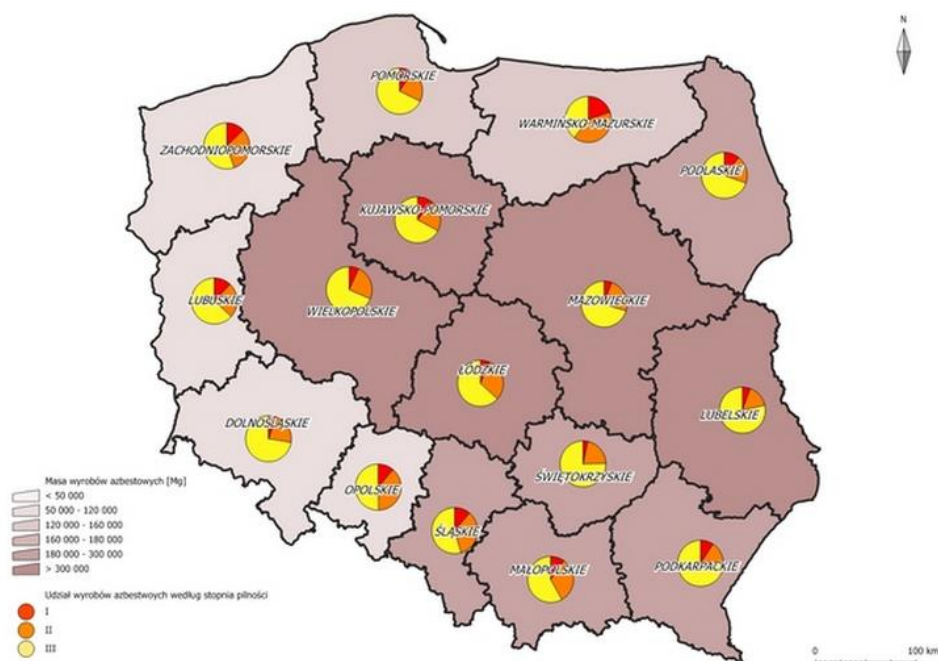 N
POMORSKIE
WARMIŃSKO-MAZURSKIE
ZACHODNIOPOMORSKIE
PODLASKIE
KUJAWSKO-POMORSKIE
LUBUSKIE
MAZOWIECKIE
WIELKOPOLSKIE
ŁÓDZKIE
LUBELSKIE
DOLNOŚLĄSKIE
ŚWIĘTOKRZYSKIE
OPOLSKIE
ŚLĄSKIE
PODKARPACKIE
MAŁOPOLSKIE
Masa wyrobów azbestowych [Mg]
< 50 000
50 000 - 120 000
120 000 - 160 000
160 000 - 180 000
180 000 - 300 000
> 300 000
Udział wyrobów azbestwoych według stopnia pilności
I
II
III
0 100 km